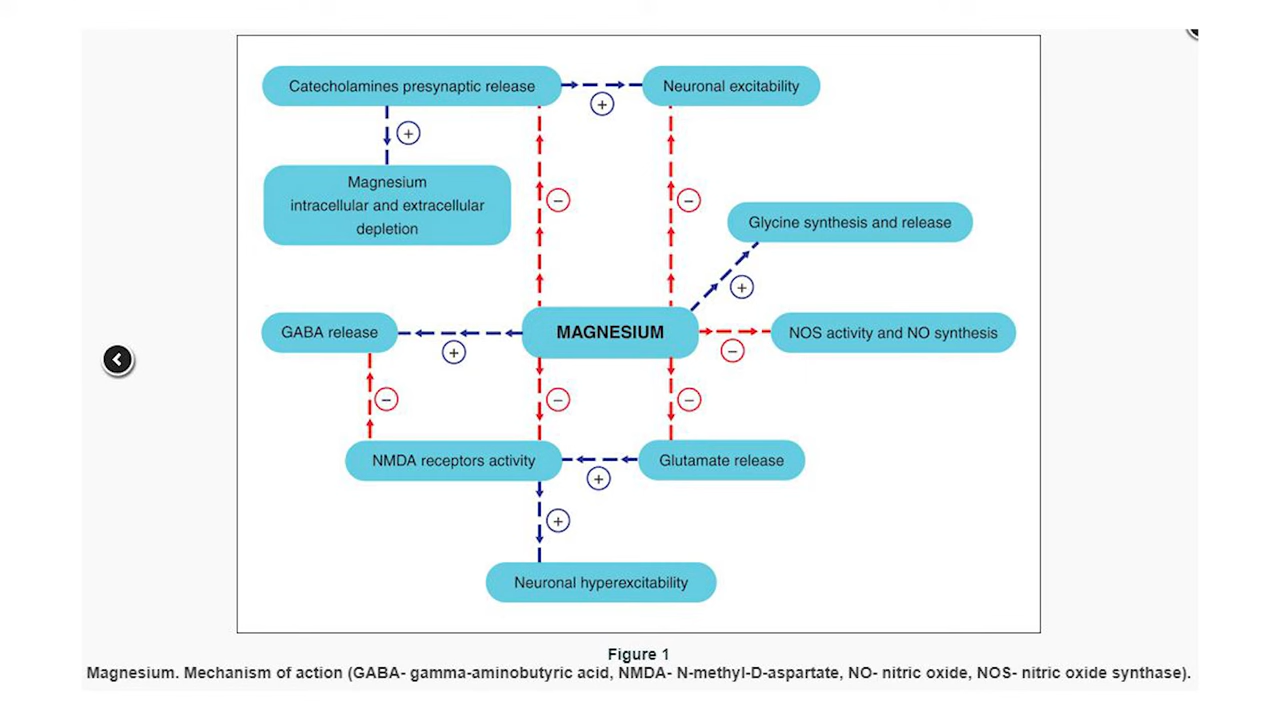 Catecholamines presynaptic release
+
Neuronal excitability
+
Magnesium
intracellular and extracellular
depletion
−
−
Glycine synthesis and release
+
GABA release
+
MAGNESIUM
−
NOS activity and NO synthesis
−
−
−
NMDA receptors activity
+
Glutamate release
+
Neuronal hyperexcitability
Figure 1
Magnesium. Mechanism of action (GABA- gamma-aminobutyric acid, NMDA- N-methyl-D-aspartate, NO- nitric oxide, NOS- nitric oxide synthase).